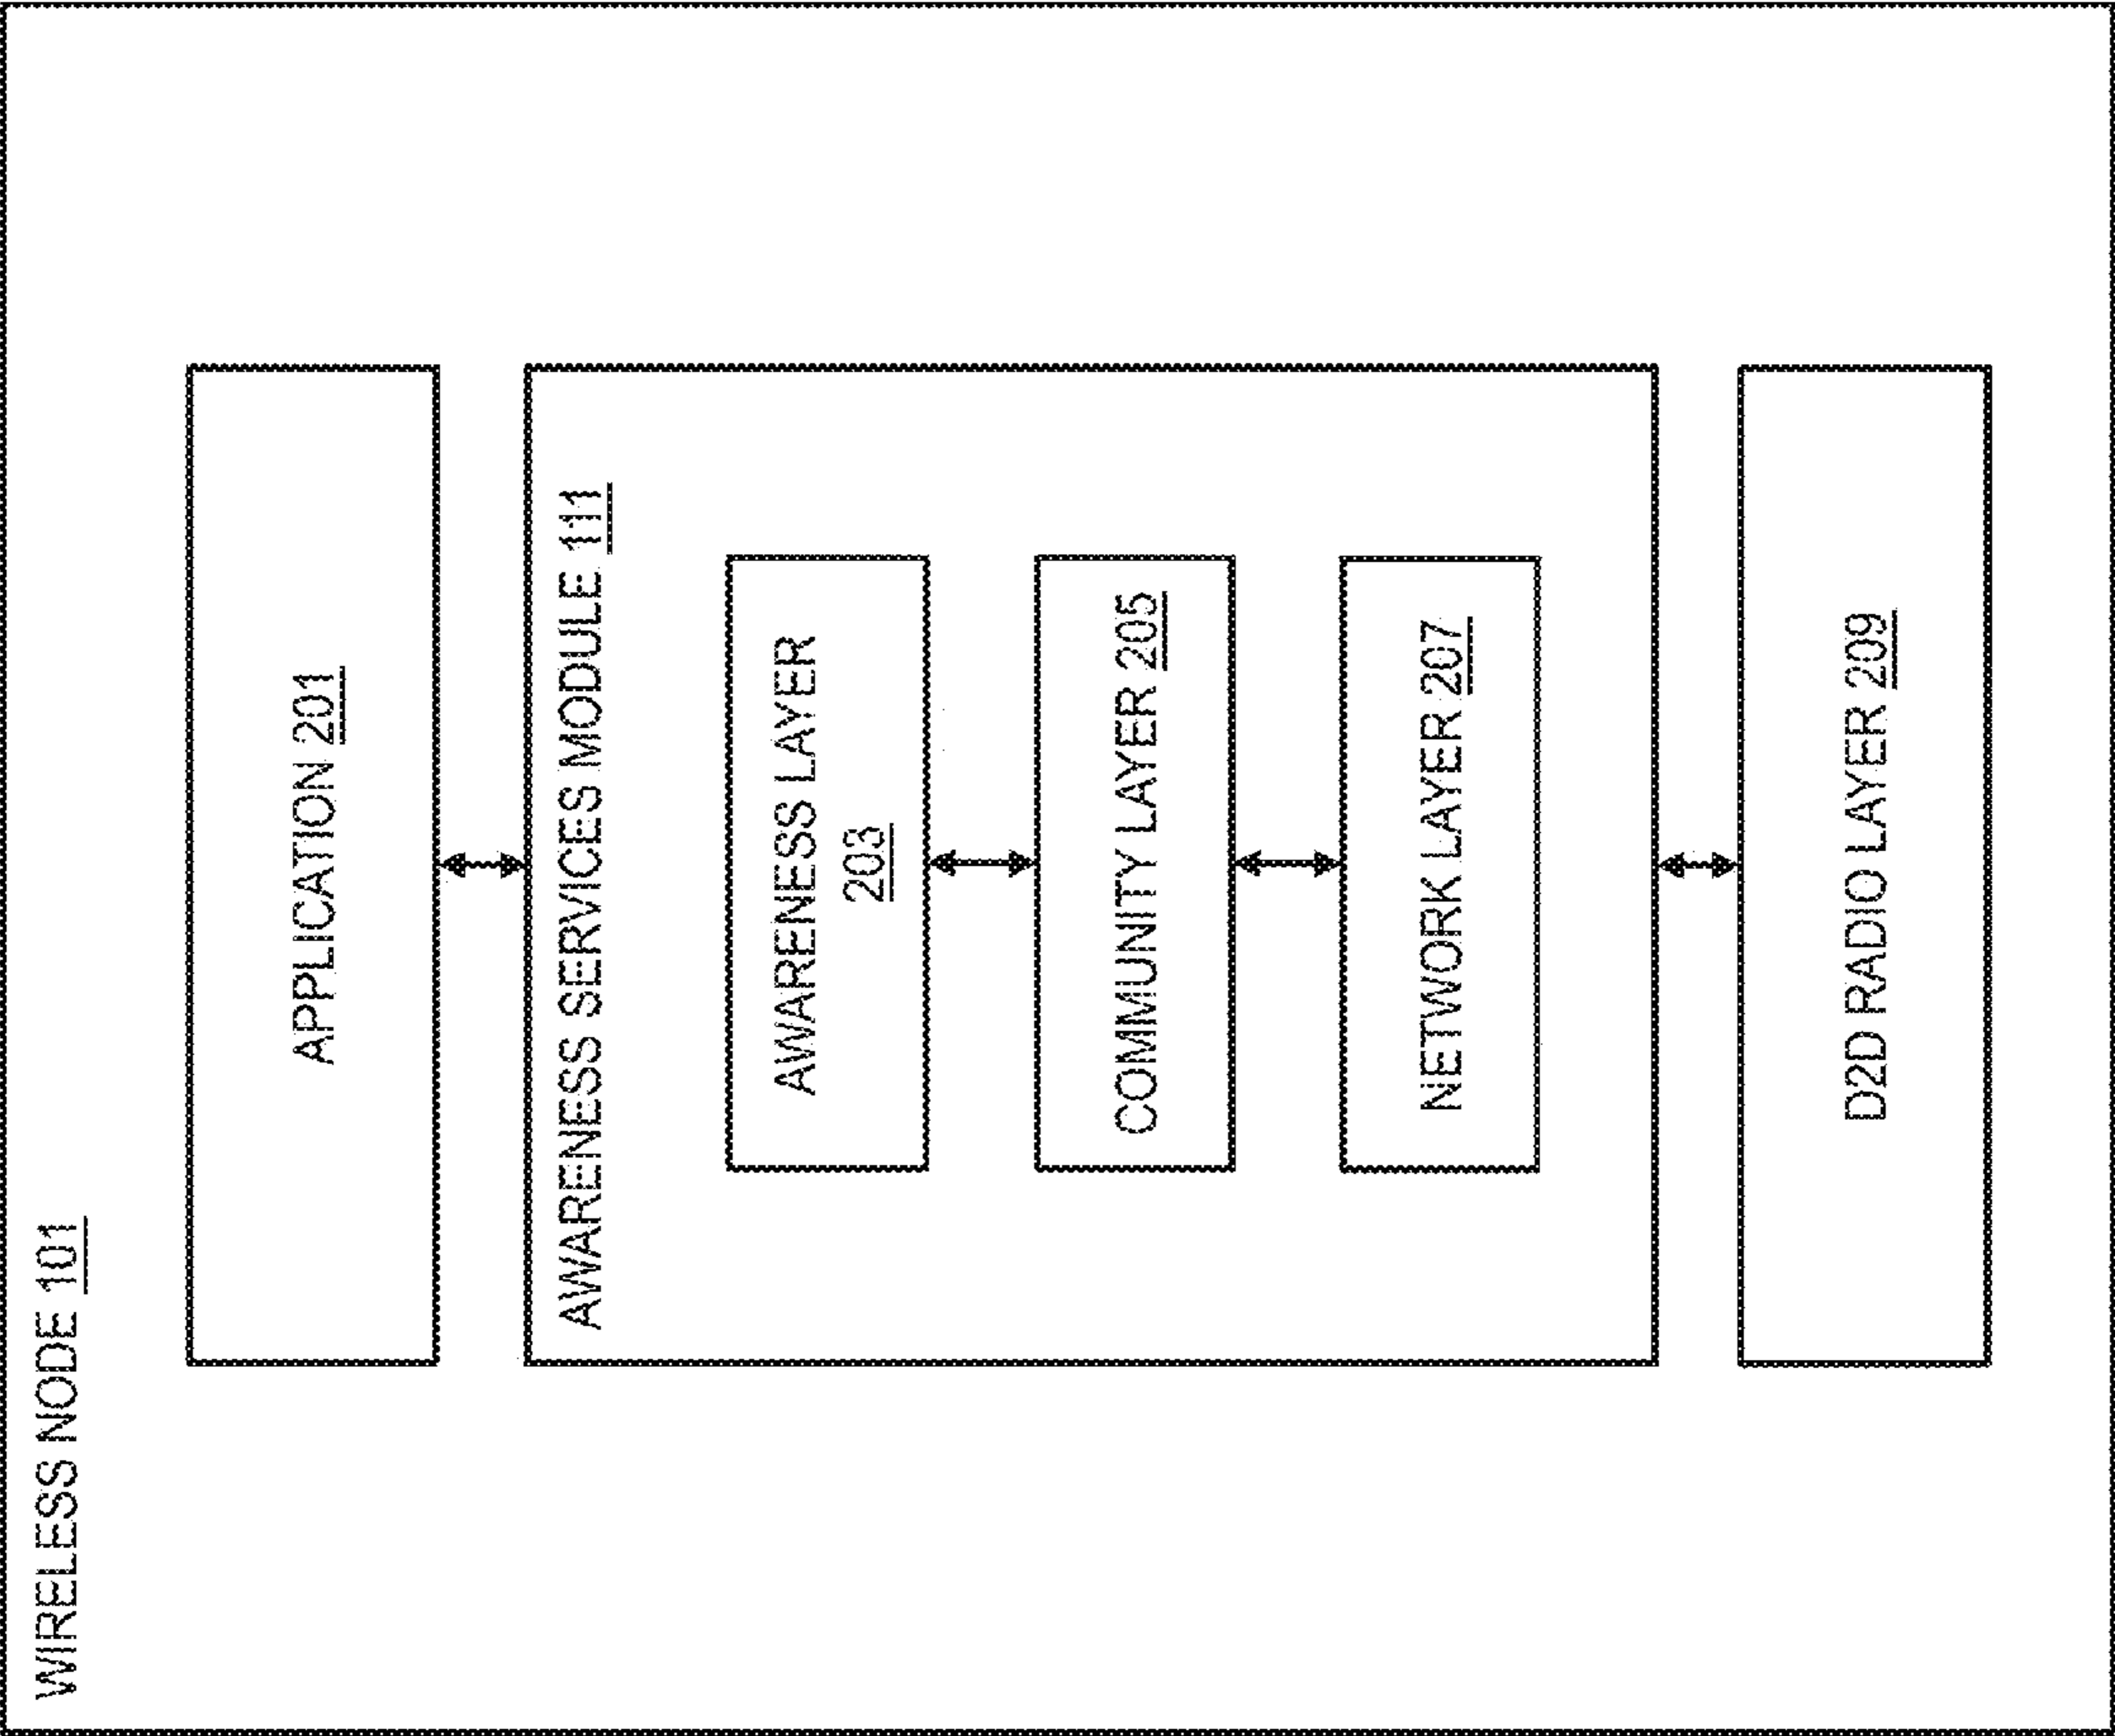 WIRELESS NODE 101
APPLICATION 201
AWARENESS SERVICES MODULE 111
AWARENESS LAYER
203
COMMUNITY LAYER 205
NETWORK LAYER 207
D2D RADIO LAYER 209